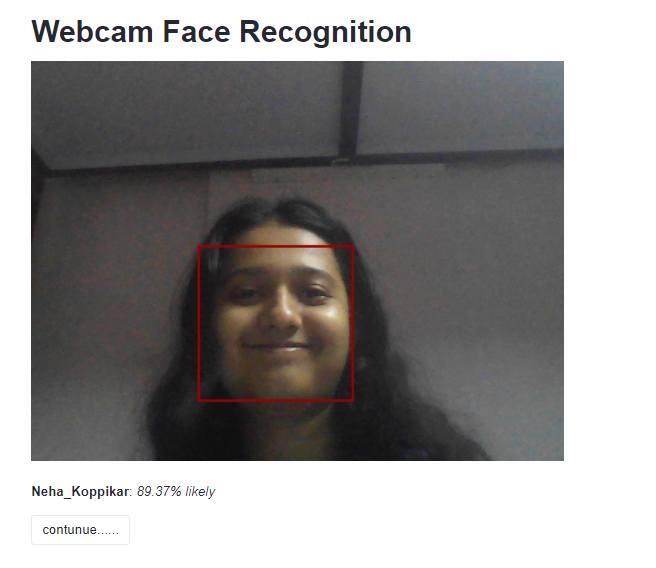 Webcam Face Recognition
Neha_Koppikar: 89.37% likely
contunue......